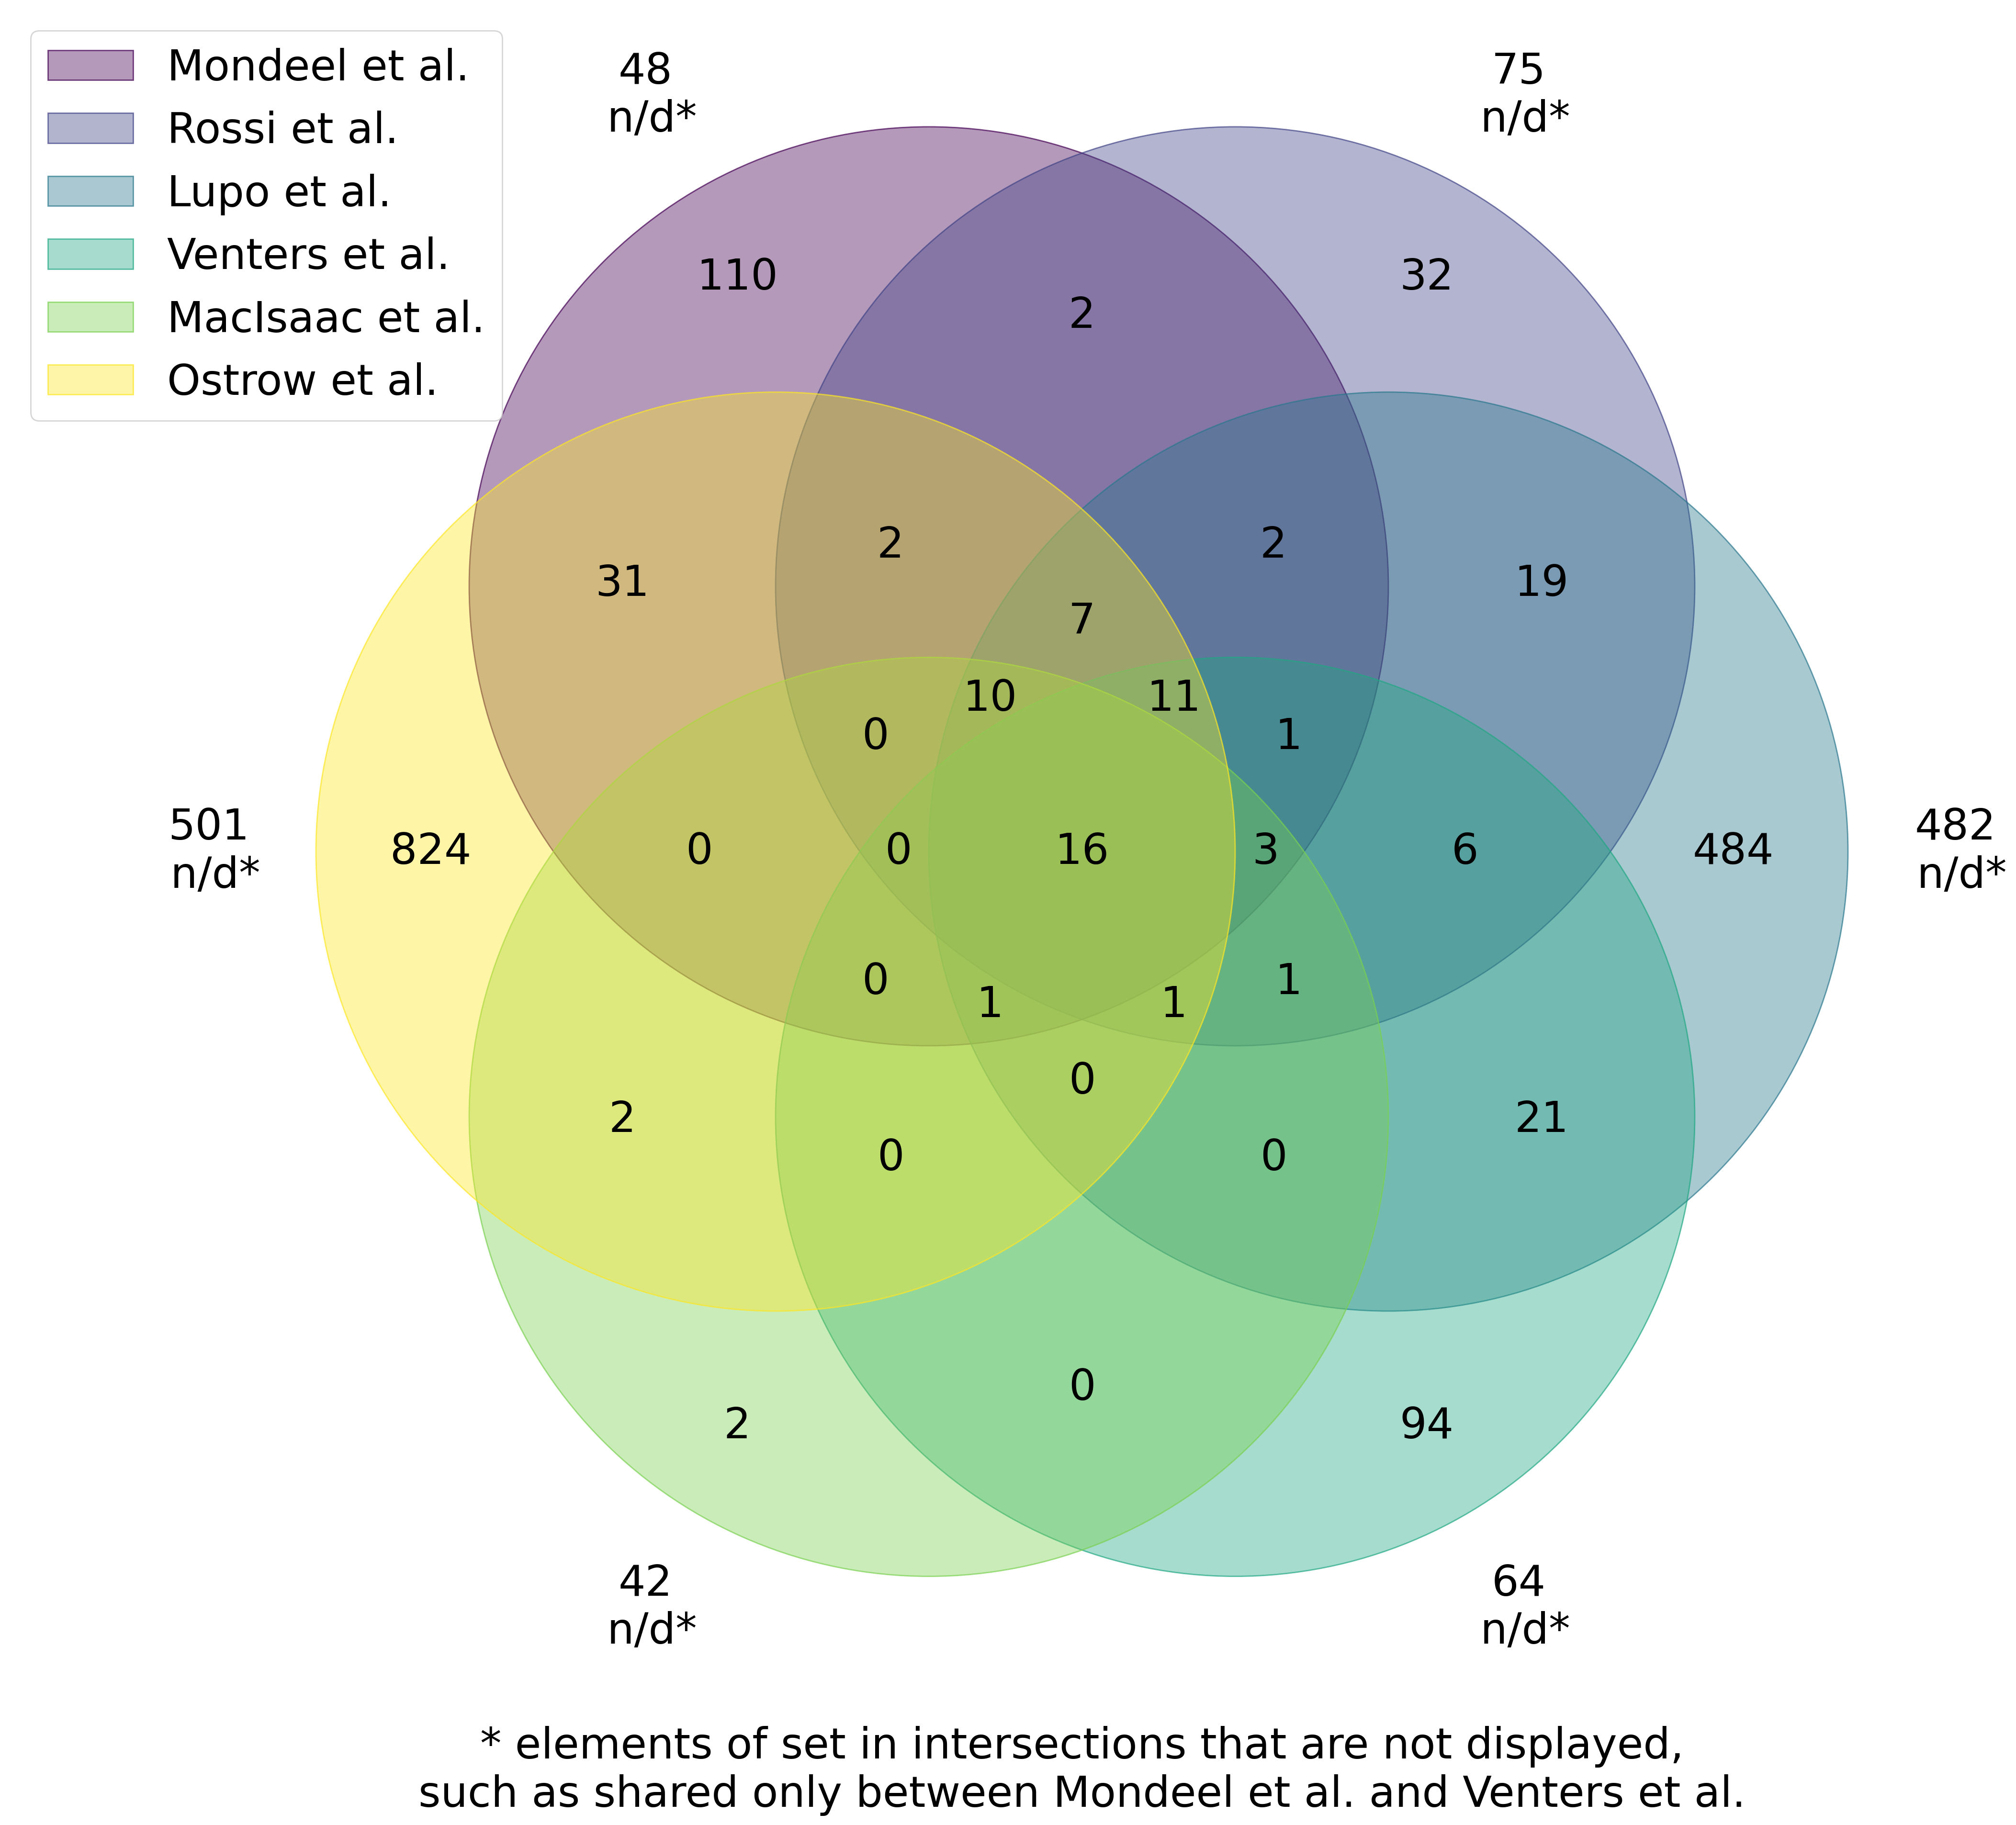 Mondeel et al.
Rossi et al.
Lupo et al.
Venters et al.
MacIsaac et al.
Ostrow et al.
48
n/d*
75
n/d*
110
32
2
2
2
31
19
7
10
11
0
1
501
n/d*
824
0
0
16
3
6
484
482
n/d*
0
1
1
1
0
2
21
0
0
0
2
94
42
n/d*
64
n/d*
* elements of set in intersections that are not displayed,
such as shared only between Mondeel et al. and Venters et al.